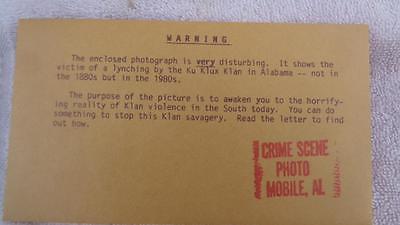 WARNING
The enclosed photograph is very disturbing. It shows the
victim of a lynching by the Ku Klux Klan in Alabama -- not in
the 1880s but in the 1980s.
The purpose of the picture is to awaken you to the horrify-
ing reality of Klan violence in the South today. You can do
something to stop this Klan savagery. Read the letter to find
out how.
CRIME SCENE
PHOTO
MOBILE, AL